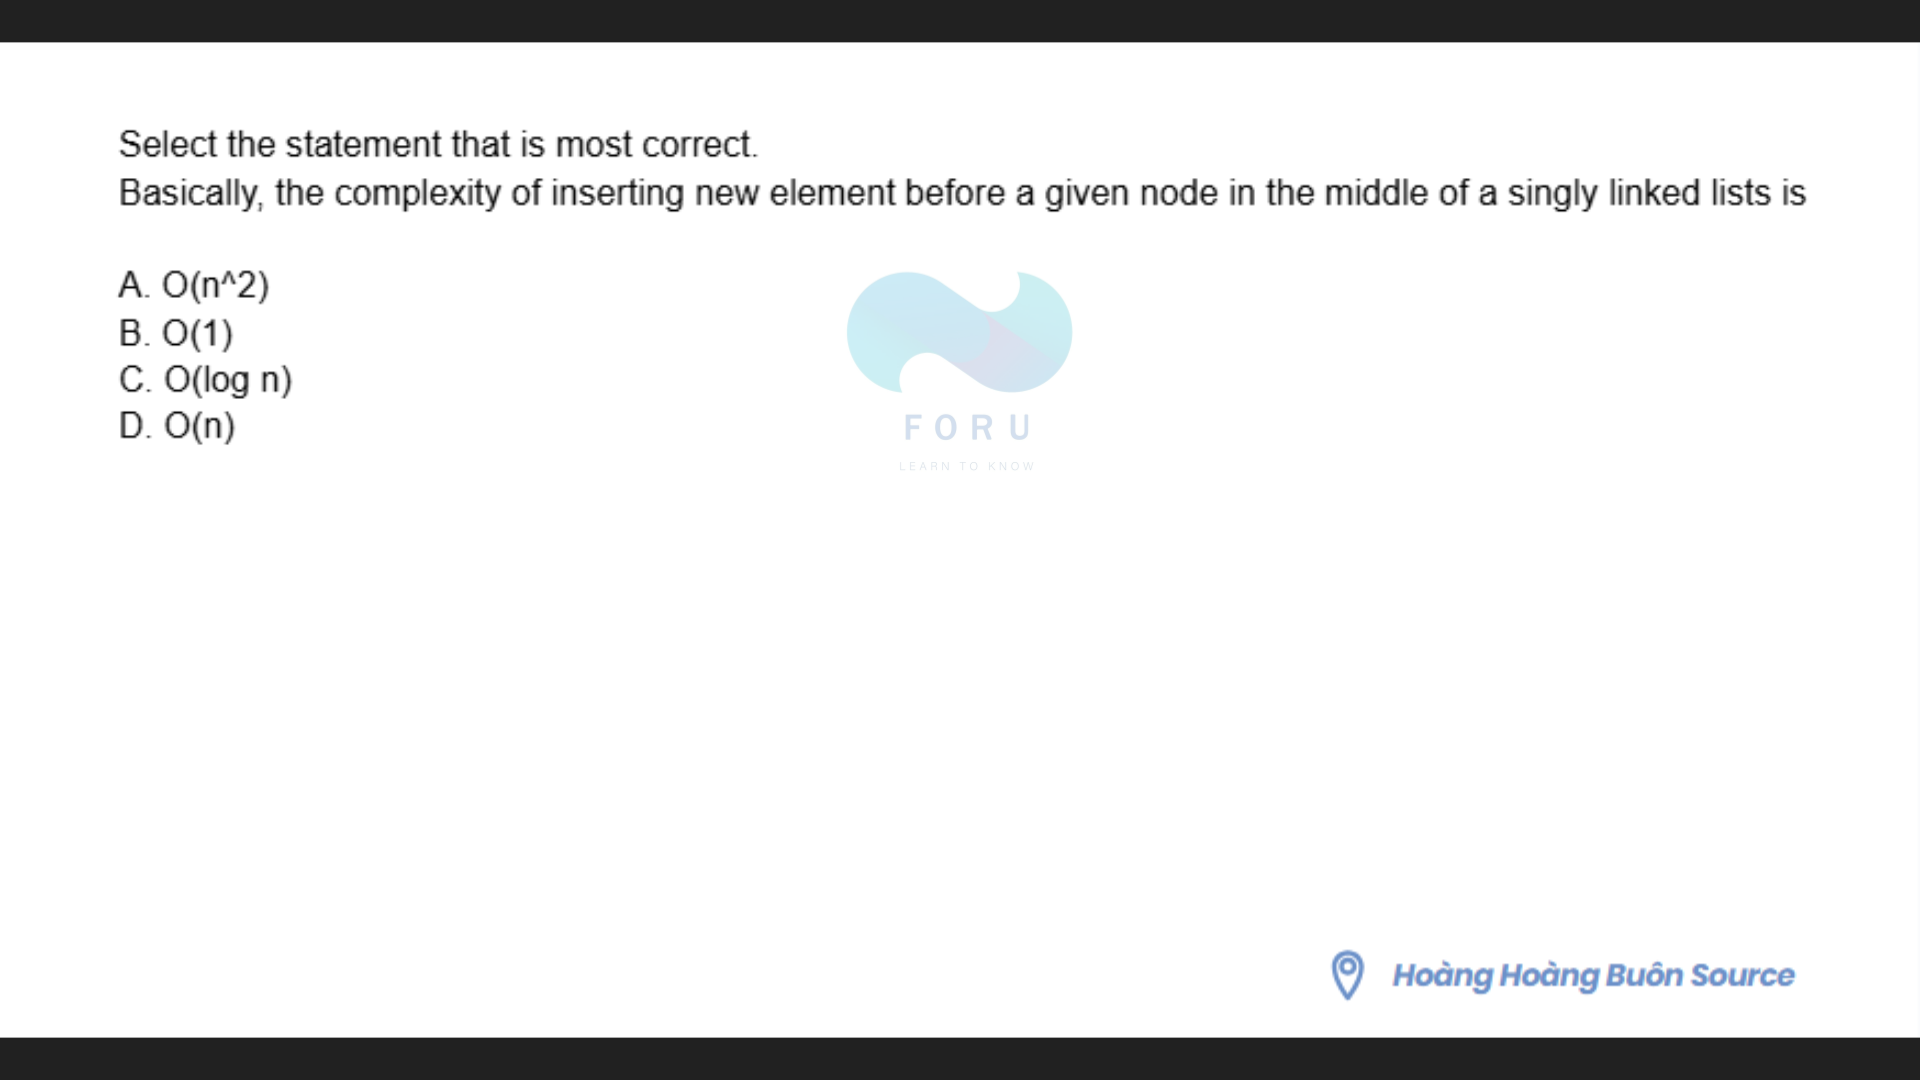 Select the statement that is most correct.
Basically, the complexity of inserting new element before a given node in the middle of a singly linked lists is
A. O(n^2)
B. O(1)
C. O(log n)
D. O(n)
FORU
LEARN TO KNOW
Hoàng Hoàng Buôn Source